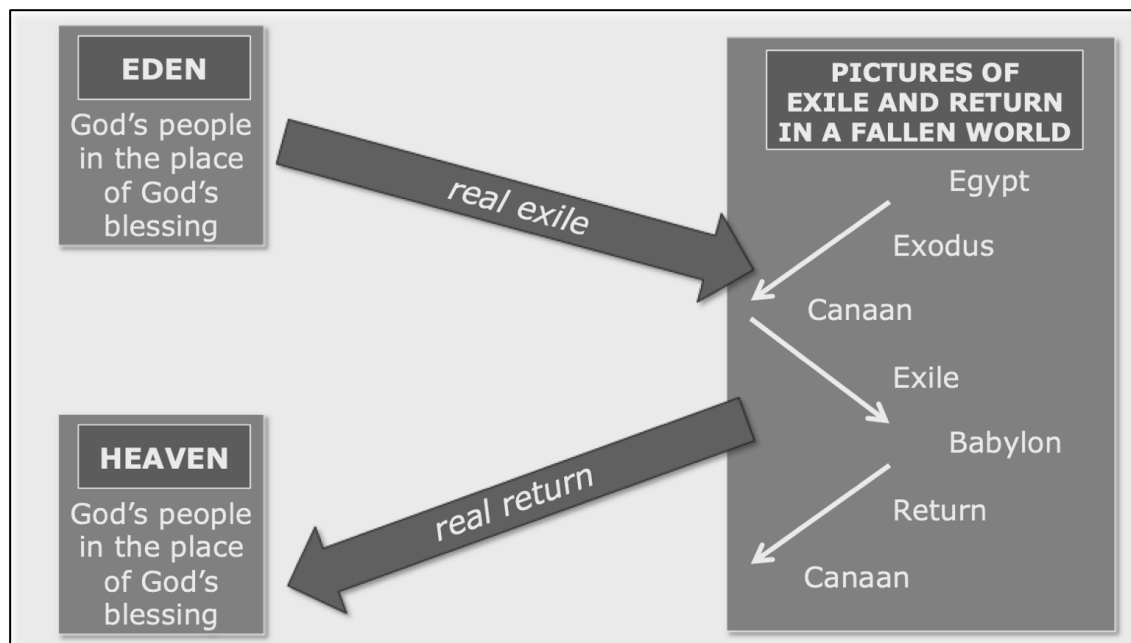 EDEN
God’s people
in the place
of God’s
blessing
real exile
PICTURES OF
EXILE AND RETURN
IN A FALLEN WORLD
Egypt
Exodus
Canaan
Exile
Babylon
Return
Canaan
real return
HEAVEN
God’s people
in the place
of God’s
blessing